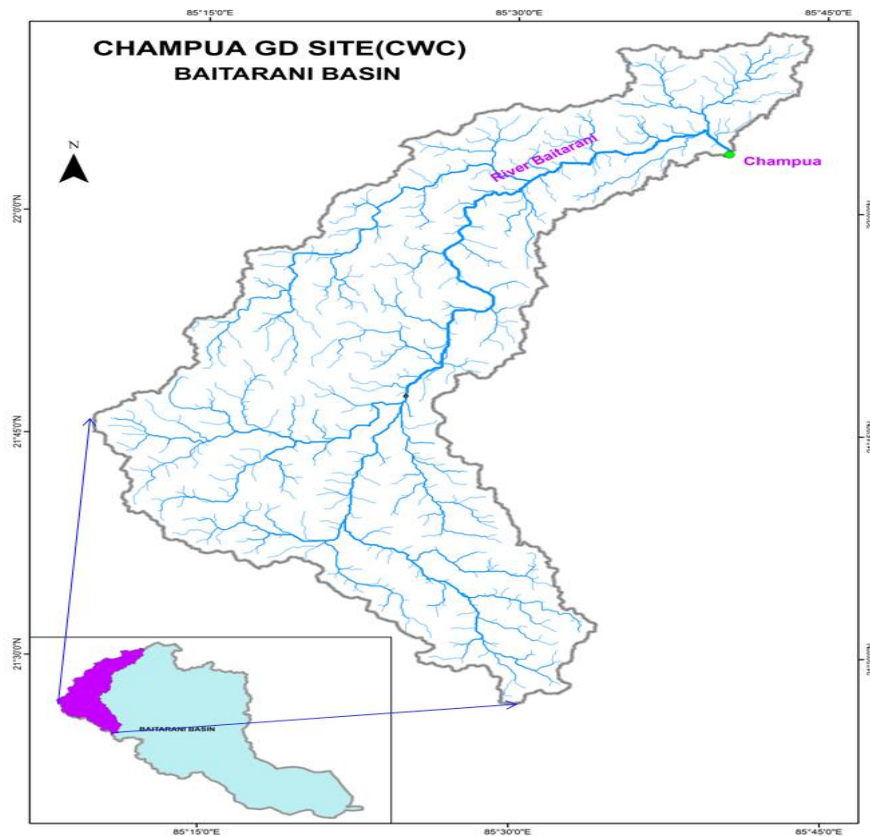 85°15'0"E
85°30'0"E
85°45'0"E
CHAMPUA GD SITE(CWC)
BAITARANI BASIN
N
River Baitarani
Champua
22°0'0"N
21°45'0"N
21°30'0"N
BAITARANI BASIN
85°15'0"E
85°30'0"E
85°45'0"E